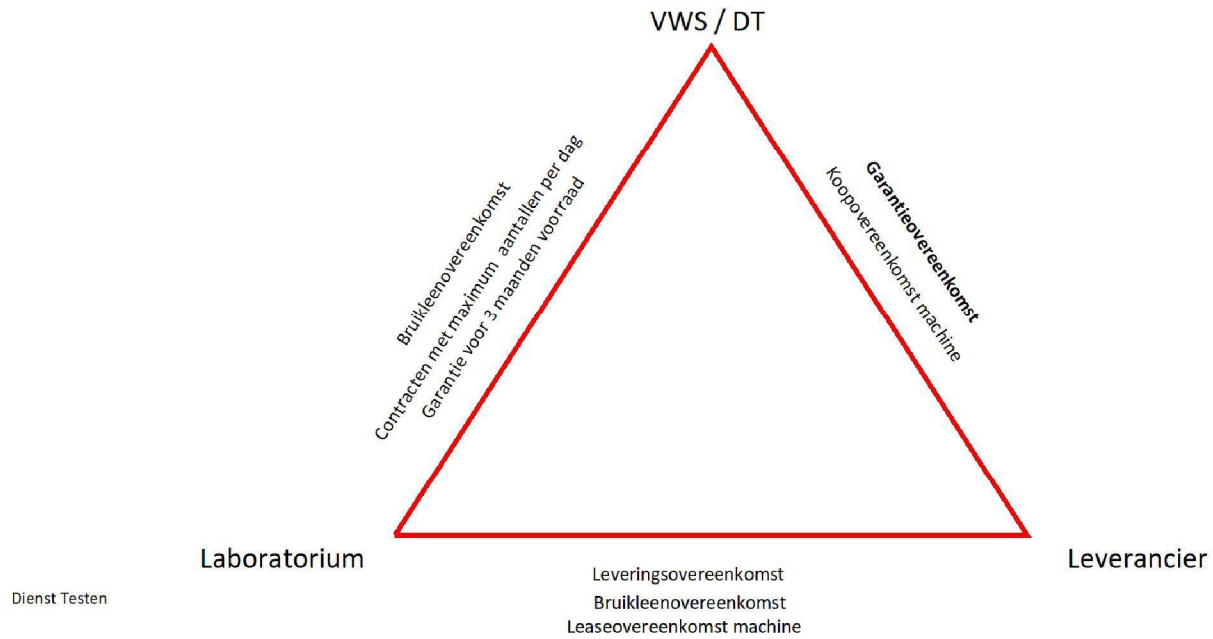 VWS / DT
Bruikleenovereenkomst
Contracten met maximum aantallen per dag
Garantie voor 3 maanden voorraad
Garantieovereenkomst
Koopovereenkomst machine
Laboratorium
Leverancier
Leveringsovereenkomst
Bruikleenovereenkomst
Leaseovereenkomst machine
Dienst Testen